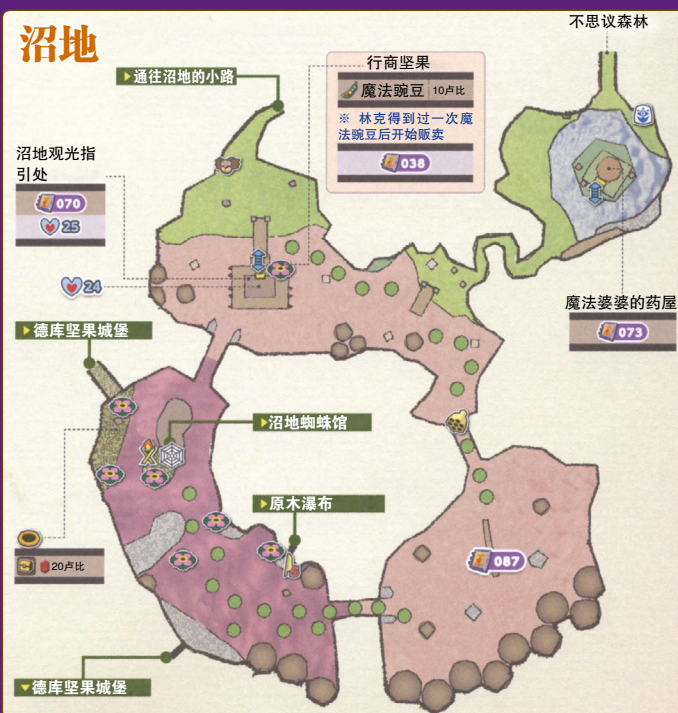 沼地
不思议森林
通往沼地的小路
行商坚果
魔法豌豆 10卢比
※ 林克得到过一次魔
法豌豆后开始贩卖
038
沼地观光指
引处
070
25
24
魔法婆婆的药屋
073
德库坚果城堡
沼地蜘蛛馆
原木瀑布
20卢比
087
德库坚果城堡